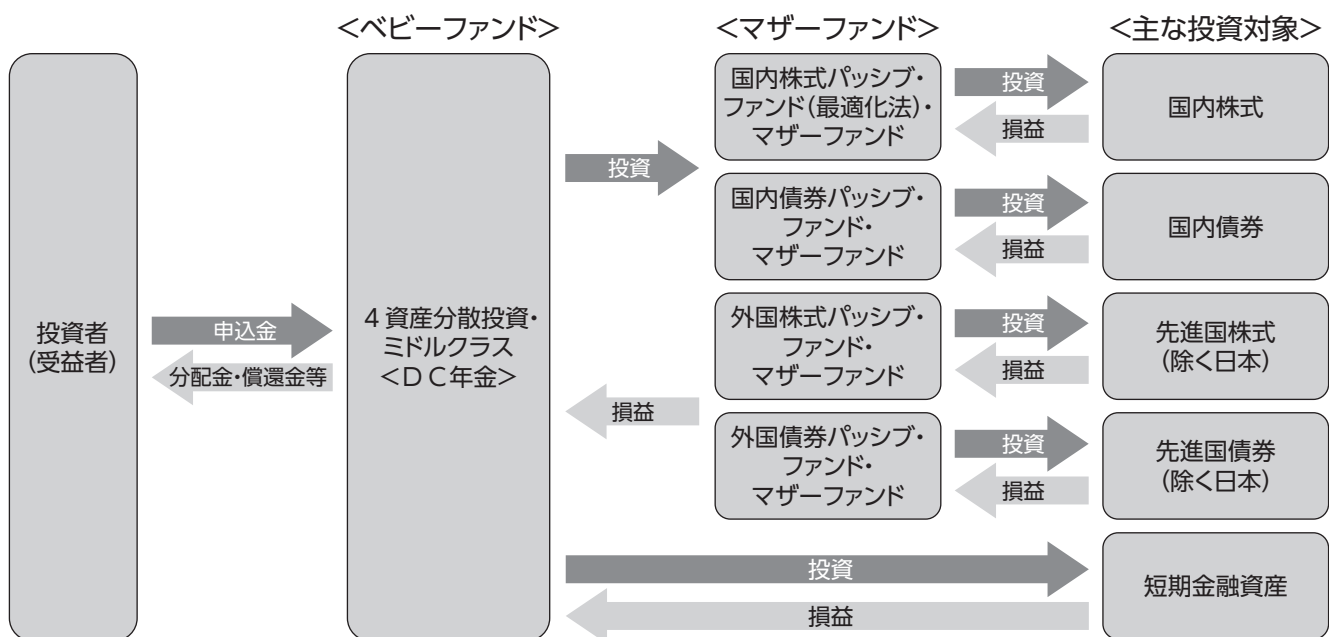 <ベビーファンド>
<マザーファンド>
<主な投資対象>
投資者
(受益者)
申込金
分配金・償還金等
4資産分散投資・
ミドルクラス
<DC年金>
投資
損益
国内株式パッシブ・
ファンド(最適化法)・
マザーファンド
投資
損益
国内株式
国内債券パッシブ・
ファンド・
マザーファンド
投資
損益
国内債券
外国株式パッシブ・
ファンド・
マザーファンド
投資
損益
先進国株式
(除く日本)
外国債券パッシブ・
ファンド・
マザーファンド
投資
損益
先進国債券
(除く日本)
投資
損益
短期金融資産